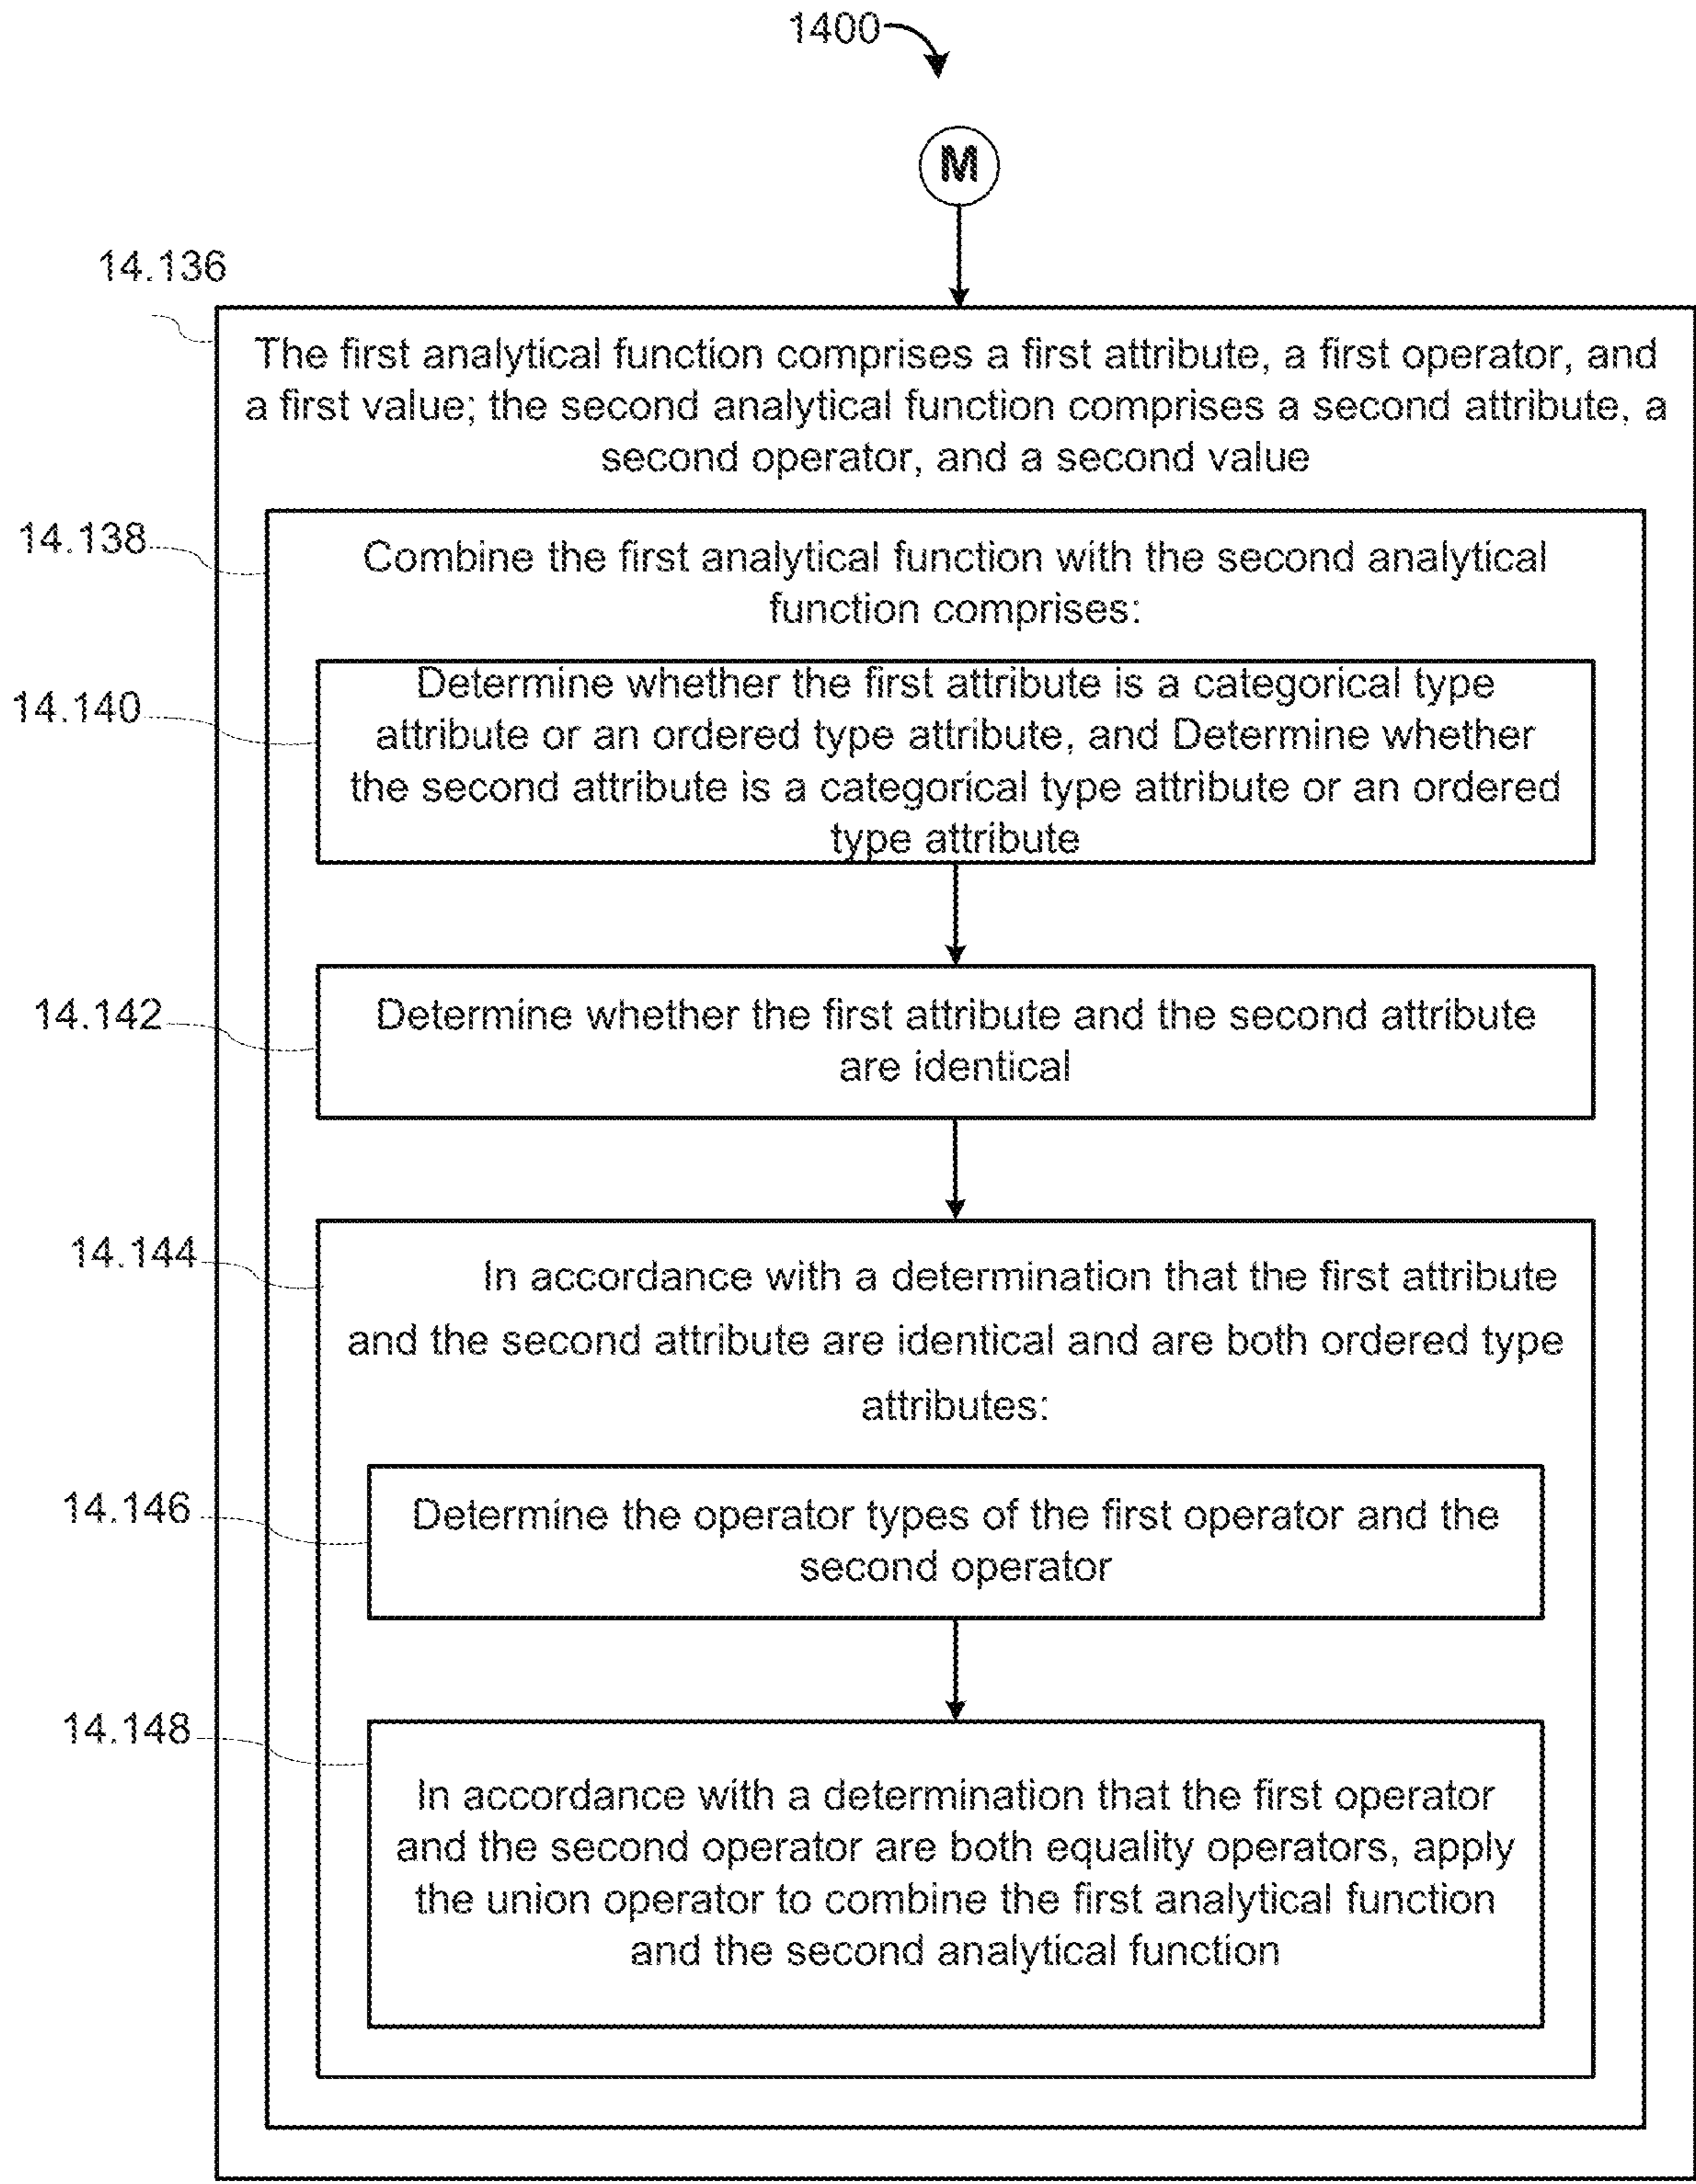 1400
M
14.136
The first analytical function comprises a first attribute, a first operator, and
a first value; the second analytical function comprises a second attribute, a
second operator, and a second value
14.138
Combine the first analytical function with the second analytical
function comprises:
14.140
Determine whether the first attribute is a categorical type
attribute or an ordered type attribute, and Determine whether
the second attribute is a categorical type attribute or an ordered
type attribute
14.142
Determine whether the first attribute and the second attribute
are identical
14.144
In accordance with a determination that the first attribute
and the second attribute are identical and are both ordered type
attributes:
14.146
Determine the operator types of the first operator and the
second operator
14.148
In accordance with a determination that the first operator
and the second operator are both equality operators, apply
the union operator to combine the first analytical function
and the second analytical function